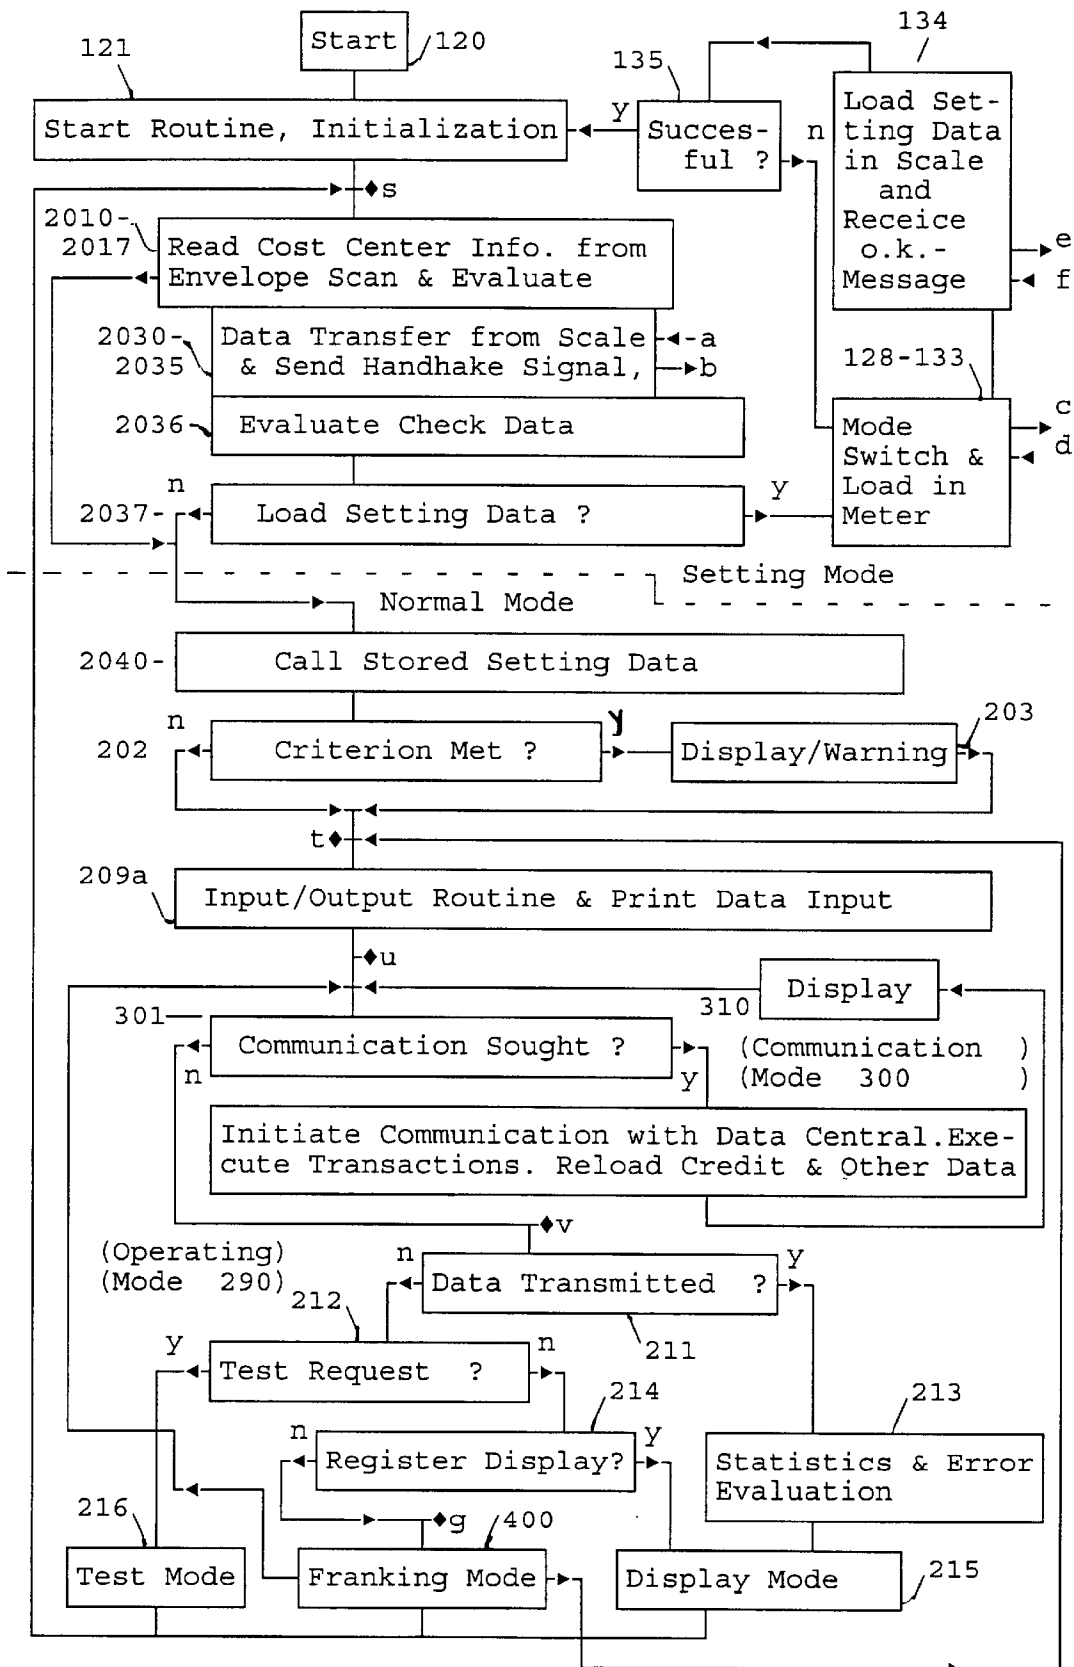 Start
120
121
134
135
Start Routine, Initialization
y
Succes-
ful ?
n
Load Set-
ting Data
in Scale
and
Receice
o.k.-
Message
e
f
s
2010-
2017
Read Cost Center Info. from
Envelope Scan & Evaluate
2030-
2035
Data Transfer from Scale
& Send Handhake Signal,
a
b
128-133
2036
Evaluate Check Data
Mode
Switch &
Load in
Meter
c
d
n
2037-
Load Setting Data ?
y
Setting Mode
Normal Mode
2040-
Call Stored Setting Data
n
202
Criterion Met ?
y
Display/Warning
203
t
209a
Input/Output Routine & Print Data Input
u
Display
310
301
Communication Sought ?
n
y
(Communication )
(Mode 300 )
Initiate Communication with Data Central.Exe-
cute Transactions. Reload Credit & Other Data
v
(Operating)
(Mode 290)
n
Data Transmitted ?
y
212
211
y
Test Request ?
n
214
213
n
Register Display?
y
Statistics & Error
Evaluation
216
g
400
Test Mode
Franking Mode
Display Mode
215